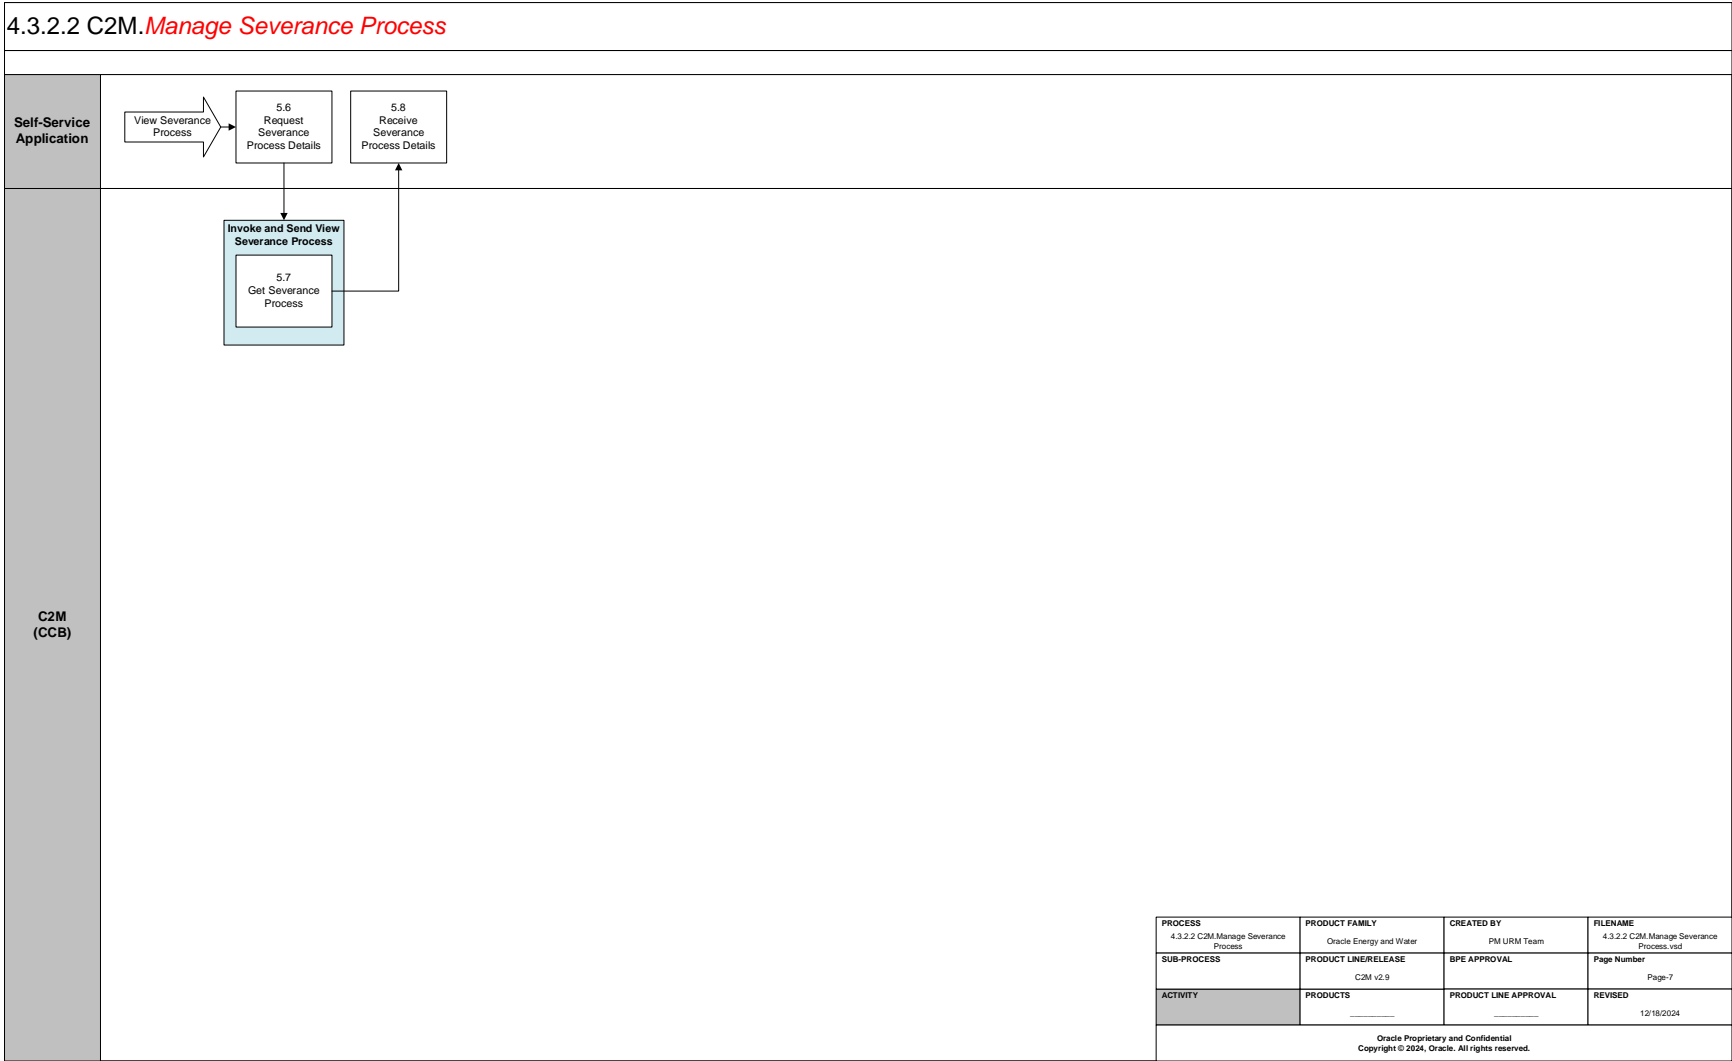 4.3.2.2 C2M.Manage Severance Process
Self-Service
Application
View Severance
Process
5.6
Request
Severance
Process Details
5.8
Receive
Severance
Process Details
Invoke and Send View
Severance Process
5.7
Get Severance
Process
C2M
(CCB)
PROCESS
4.3.2.2 C2M.Manage Severance
Process
PRODUCT FAMILY
Oracle Energy and Water
CREATED BY
PM URM Team
FILENAME
4.3.2.2 C2M.Manage Severance
Process.vsd
SUB-PROCESS
PRODUCT LINE/RELEASE
C2M v2.9
BPE APPROVAL
Page Number
Page-7
ACTIVITY
PRODUCTS
PRODUCT LINE APPROVAL
REVISED
12/18/2024
Oracle Proprietary and Confidential
Copyright © 2024, Oracle. All rights reserved.